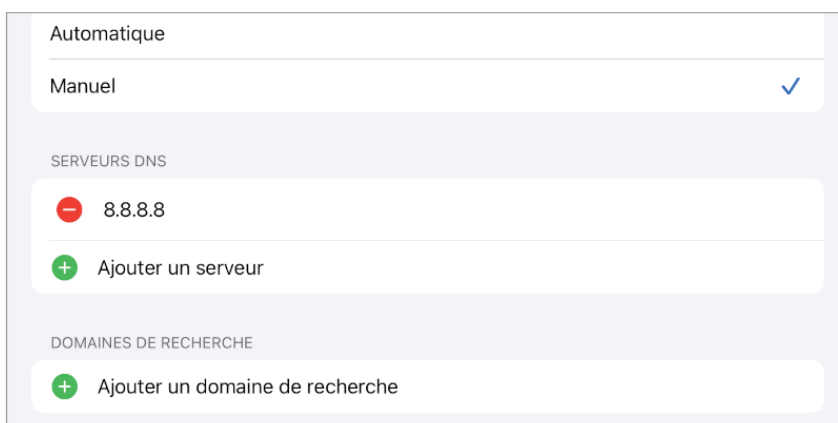 Automatique
Manuel
SERVEURS DNS
8.8.8.8
Ajouter un serveur
DOMAINES DE RECHERCHE
Ajouter un domaine de recherche